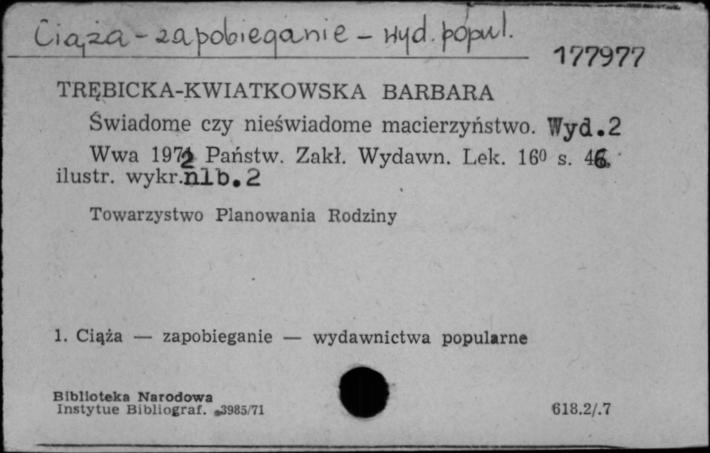 Ciąża - zapobieganie - wyd. popul.
177977
TRĘBICKA-KWIATKOWSKA BARBARA
Świadome czy nieświadome macierzyństwo. Wyd.2
Wwa 1972 Państw. Zakł. Wydawn. Lek. 16⁰ s. 46,
ilustr. wykr.nlb.2
Towarzystwo Planowania Rodziny
1. Ciąża — zapobieganie — wydawnictwa popularne
Biblioteka Narodowa
Instytue Bibliograf. 3985/71
618.2/.7